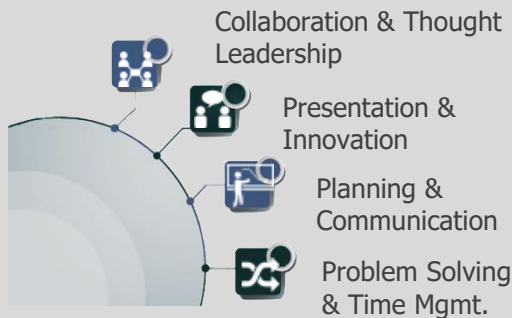 Collaboration & Thought
Leadership
Presentation &
Innovation
Planning &
Communication
Problem Solving
& Time Mgmt.